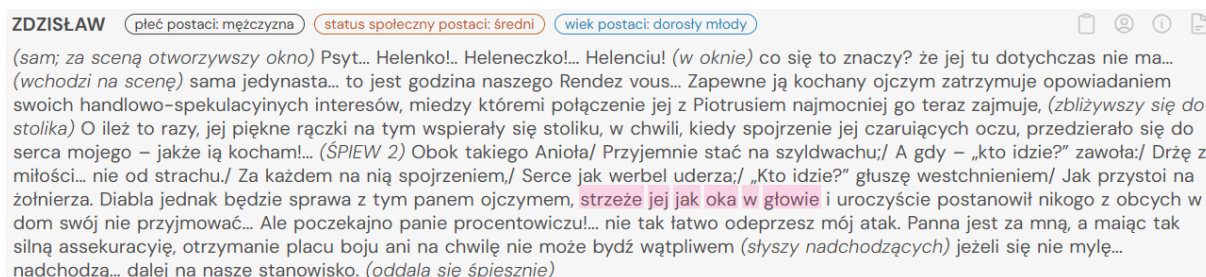 ZDZISŁAW płeć postaci: mężczyzna status społeczny postaci: średni wiek postaci: dorosły młody
(sam; za sceną otworzywszy okno) Psyt... Helenko!.. Heleneczko!... Helenciu! (w oknie) co się to znaczy? że jej tu dotychczas nie ma...
(wchodzi na scenę) sama jedynasta... to jest godzina naszego Rendez vous... Zapewne ją kochany ojczym zatrzymuje opowiadaniem
swoich handlowo-spekulacyinych interesów, miedzy któremi połączenie jej z Piotrusiem najmocniej go teraz zajmuje, (zbliżywszy się do
stolika) O ileż to razy, jej piękne rączki na tym wspierały się stoliku, w chwili, kiedy spojrzenie jej czaruiących oczu, przedzierało się do
serca mojego – jakże ią kocham!... (ŚPIEW 2) Obok takiego Anioła/ Przyjemnie stać na szyldwachu;/ A gdy – „kto idzie?" zawoła:/ Drżę z
miłości... nie od strachu./ Za każdem na nią spojrzeniem,/ Serce jak werbel uderza;/ „Kto idzie?" głuszę westchnieniem/ Jak przystoi na
żołnierza. Diabla jednak będzie sprawa z tym panem ojczymem, strzeże jej jak oka w głowie i uroczyście postanowił nikogo z obcych w
dom swój nie przyjmować... Ale poczekajno panie procentowiczu!... nie tak łatwo odeprzesz mój atak. Panna jest za mną, a maiąc tak
silną assekuracyię, otrzymanie placu boju ani na chwilę nie może bydź wątpliwem (słyszy nadchodzących) jeżeli się nie mylę...
nadchodzą... dalej na nasze stanowisko. (oddala się śpiesznie)